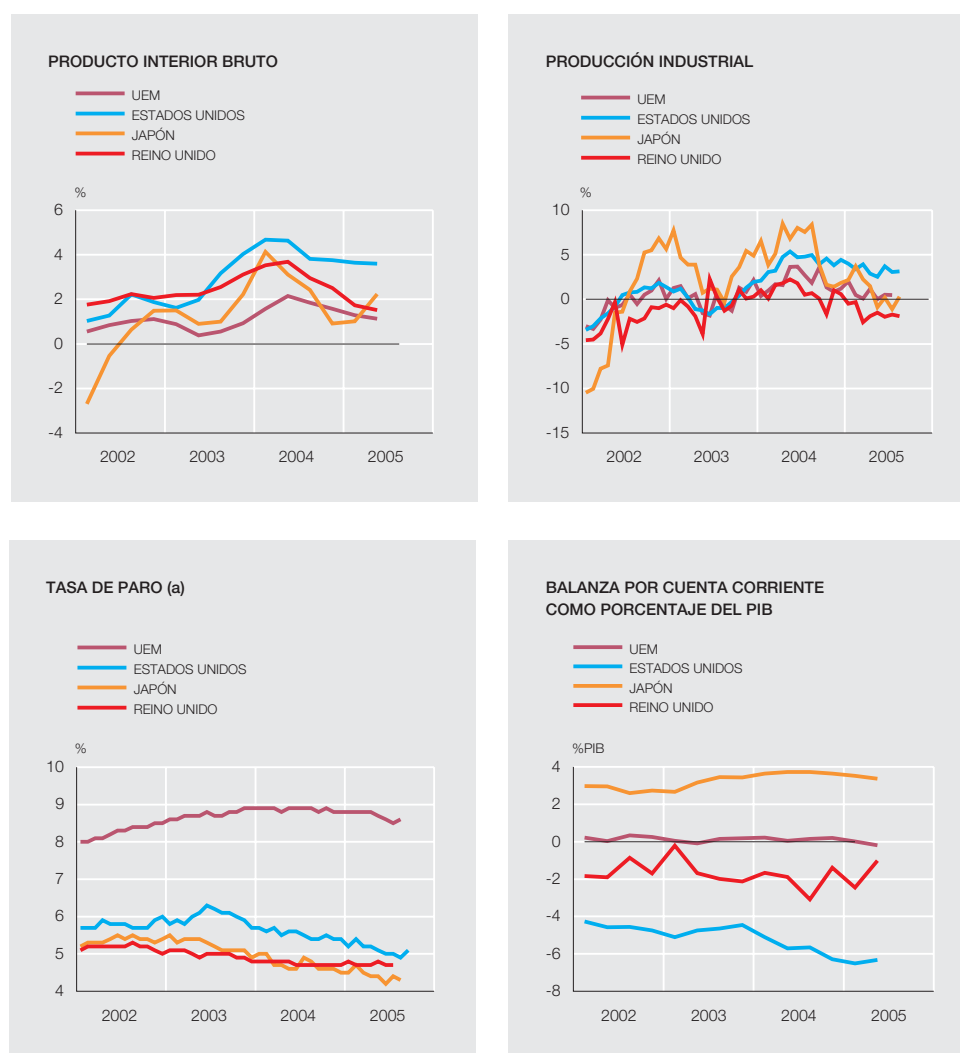 PRODUCTO INTERIOR BRUTO
UEM
ESTADOS UNIDOS
JAPÓN
REINO UNIDO
%
6
4
2
0
-2
-4
2002 2003 2004 2005
PRODUCCIÓN INDUSTRIAL
UEM
ESTADOS UNIDOS
JAPÓN
REINO UNIDO
%
10
5
0
-5
-10
-15
2002 2003 2004 2005
TASA DE PARO (a)
UEM
ESTADOS UNIDOS
JAPÓN
REINO UNIDO
%
10
9
8
7
6
5
4
2002 2003 2004 2005
BALANZA POR CUENTA CORRIENTE
COMO PORCENTAJE DEL PIB
UEM
ESTADOS UNIDOS
JAPÓN
REINO UNIDO
%PIB
4
2
0
-2
-4
-6
-8
2002 2003 2004 2005